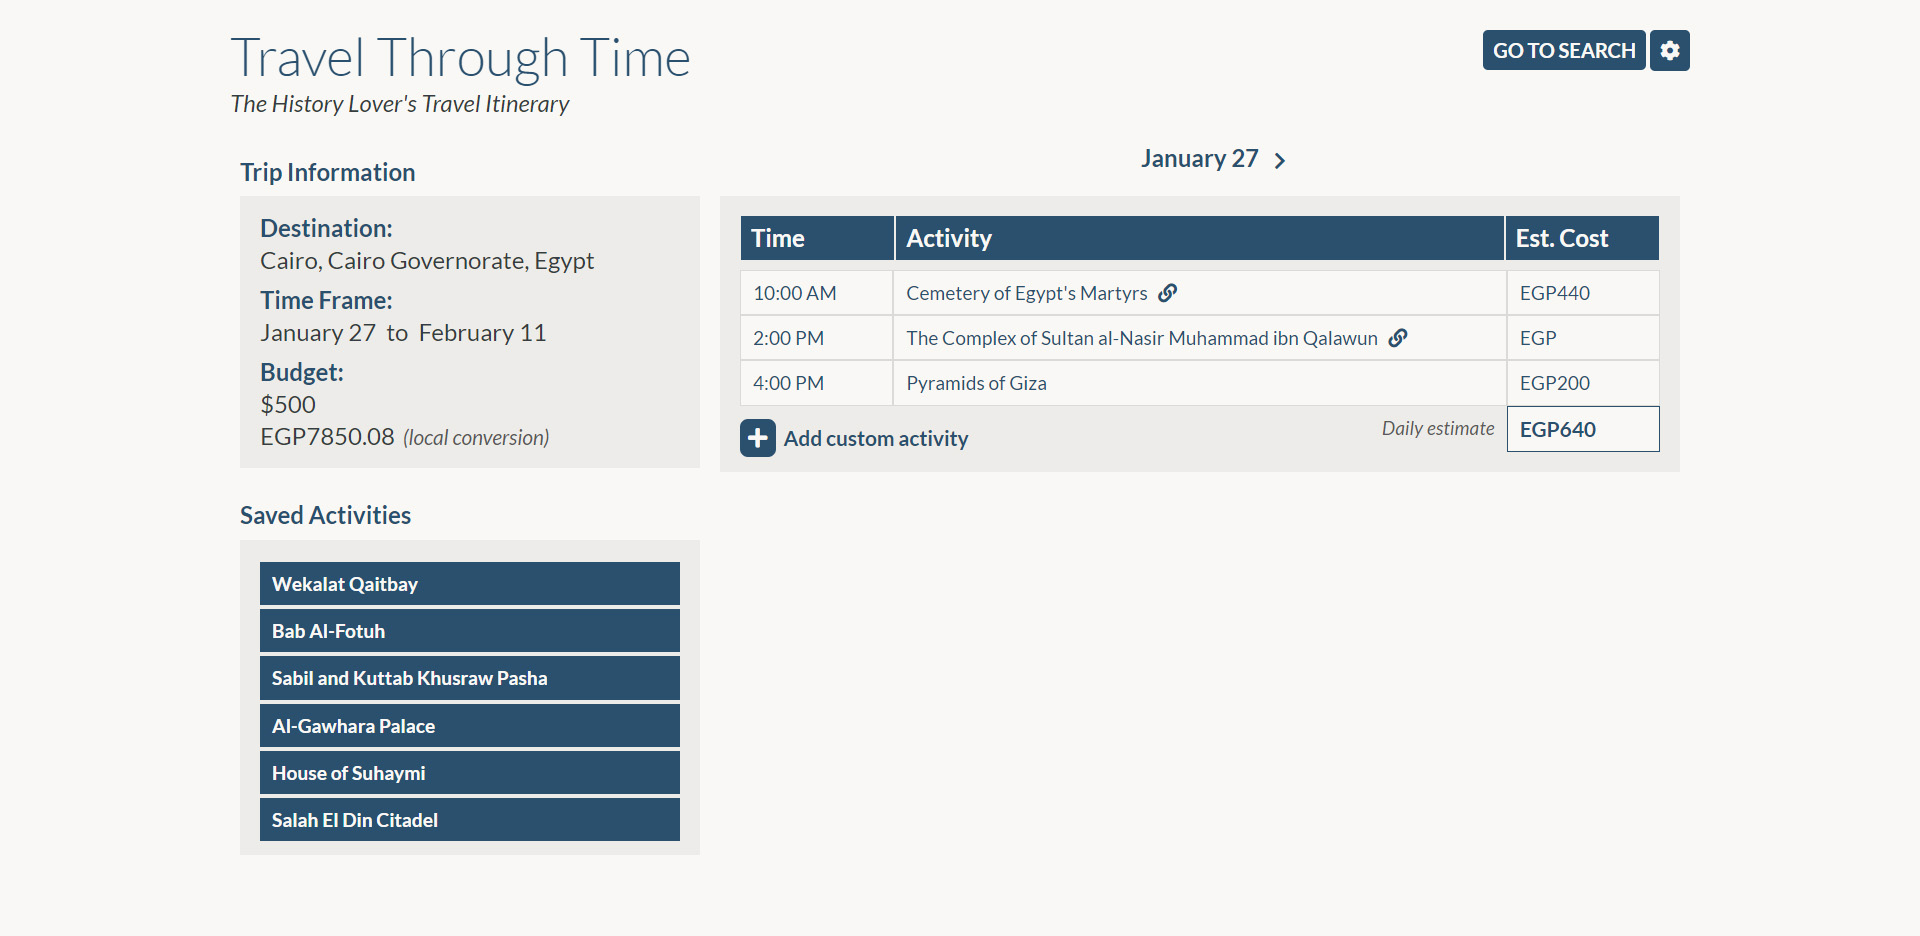 Travel Through Time
The History Lover's Travel Itinerary
GO TO SEARCH
Trip Information
Destination:
Cairo, Cairo Governorate, Egypt
Time Frame:
January 27 to February 11
Budget:
$500
EGP7850.08 (local conversion)
Saved Activities
Wekalat Qaitbay
Bab Al-Fotuh
Sabil and Kuttab Khusraw Pasha
Al-Gawhara Palace
House of Suhaymi
Salah El Din Citadel
January 27
Time Activity Est. Cost
10:00 AM Cemetery of Egypt's Martyrs EGP440
2:00 PM The Complex of Sultan al-Nasir Muhammad ibn Qalawun EGP
4:00 PM Pyramids of Giza EGP200
Add custom activity Daily estimate EGP640